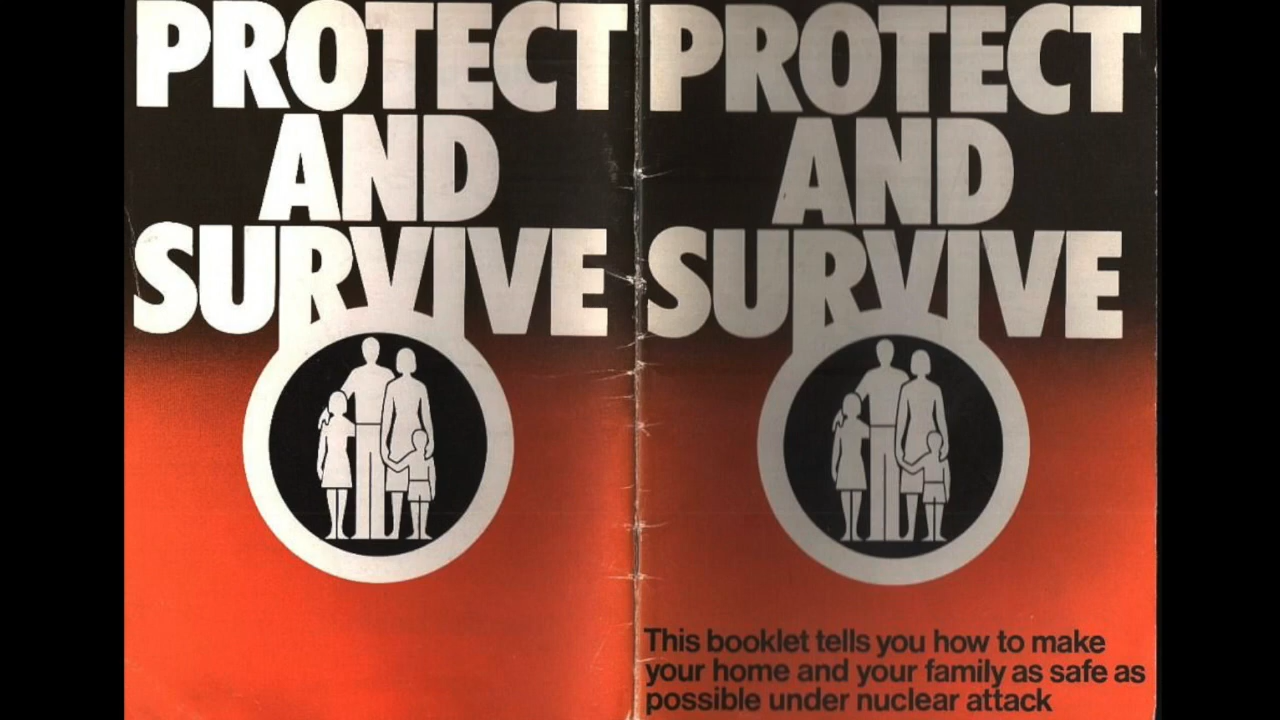 PROTECT
AND
SURVIVE
PROTECT
AND
SURVIVE
This booklet tells you how to make
your home and your family as safe as
possible under nuclear attack